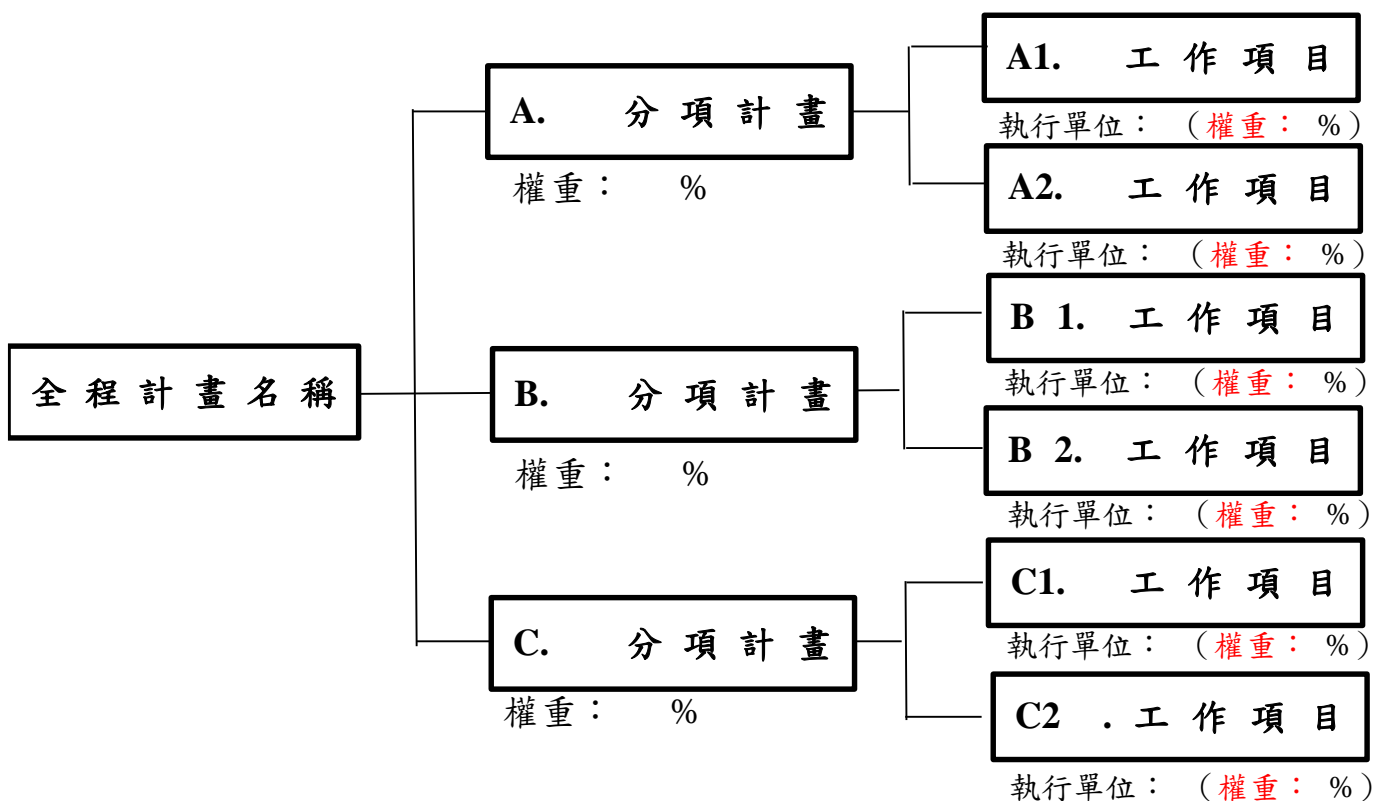 全程計畫名稱
A. 分項計畫
權重： %
A1. 工作項目
執行單位： （權重： %）
A2. 工作項目
執行單位： （權重： %）
B. 分項計畫
權重： %
B 1. 工作項目
執行單位： （權重： %）
B 2. 工作項目
執行單位： （權重： %）
C. 分項計畫
權重： %
C1. 工作項目
執行單位： （權重： %）
C2 .工作項目
執行單位： （權重： %）